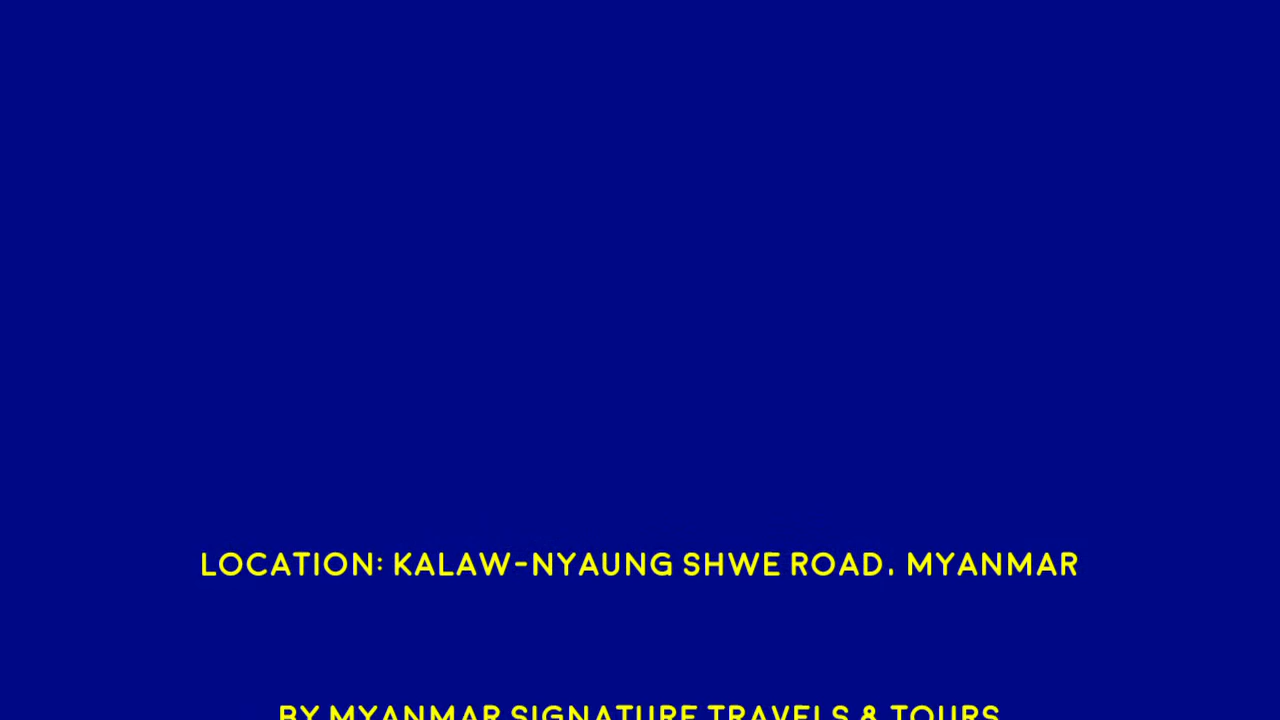 LOCATION: KALAW-NYAUNG SHWE ROAD, MYANMAR
BY MYANMAR SIGNATURE TRAVELS & TOURS